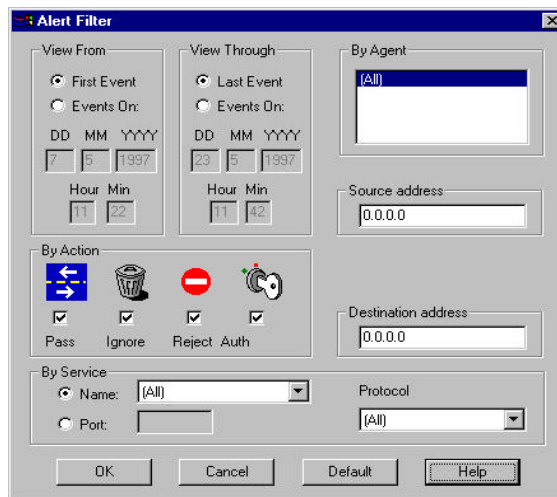 Alert Filter
View From
First Event
Events On:
DD MM YYYY
7 5 1997
Hour Min
11 22
View Through
Last Event
Events On:
DD MM YYYY
23 5 1997
Hour Min
11 42
By Agent
(All)
Source address
0.0.0.0
By Action
Pass Ignore Reject Auth
Destination address
0.0.0.0
By Service
Name: (All)
Port:
Protocol
(All)
OK Cancel Default Help